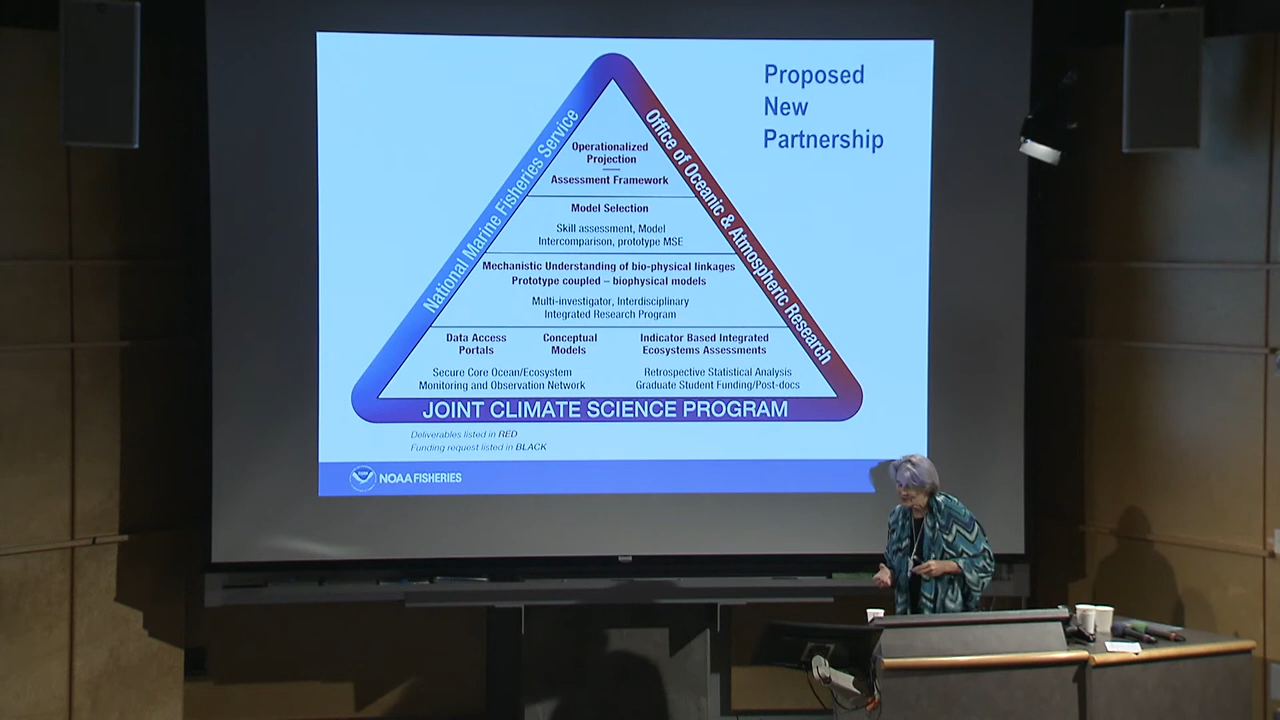 Proposed
New
Partnership
National Marine Fisheries Service
Office of Oceanic & Atmospheric Research
Operationalized
Projection
Assessment Framework
Model Selection
Skill assessment, Model
Intercomparison, prototype MSE
Mechanistic Understanding of bio-physical linkages
Prototype coupled – biophysical models
Multi-investigator, Interdisciplinary
Integrated Research Program
Data Access
Portals
Conceptual
Models
Indicator Based Integrated
Ecosystems Assessments
Secure Core Ocean/Ecosystem
Monitoring and Observation Network
Retrospective Statistical Analysis
Graduate Student Funding/Post-docs
JOINT CLIMATE SCIENCE PROGRAM
Deliverables listed in RED
Funding request listed in BLACK
NOAA FISHERIES